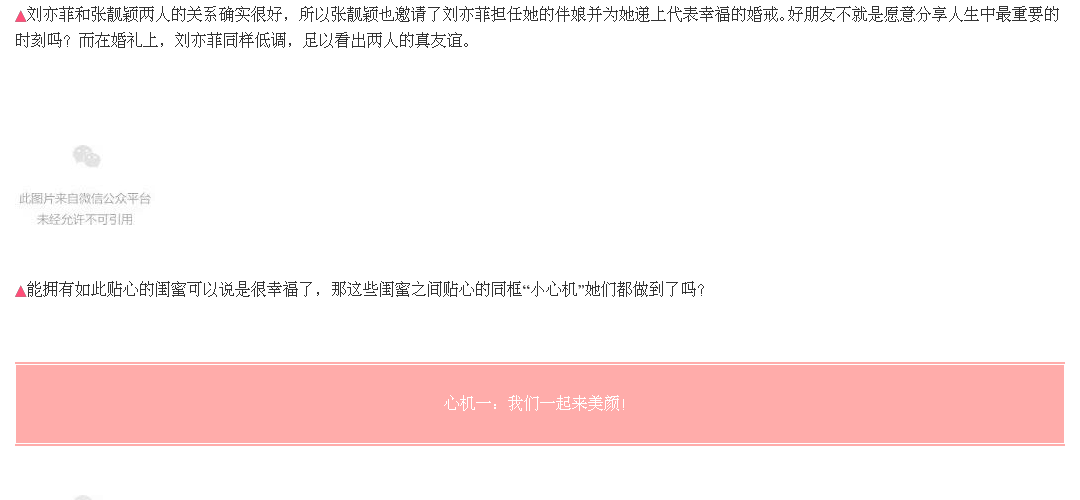 ▲刘亦菲和张靓颖两人的关系确实很好，所以张靓颖也邀请了刘亦菲担任她的伴娘并为她递上代表幸福的婚戒。好朋友不就是愿意分享人生中最重要的
时刻吗？而在婚礼上，刘亦菲同样低调，足以看出两人的真友谊。
此图片来自微信公众平台
未经允许不可引用
▲能拥有如此贴心的闺蜜可以说是很幸福了，那这些闺蜜之间贴心的同框“小心机”她们都做到了吗？
心机一：我们一起来美颜！